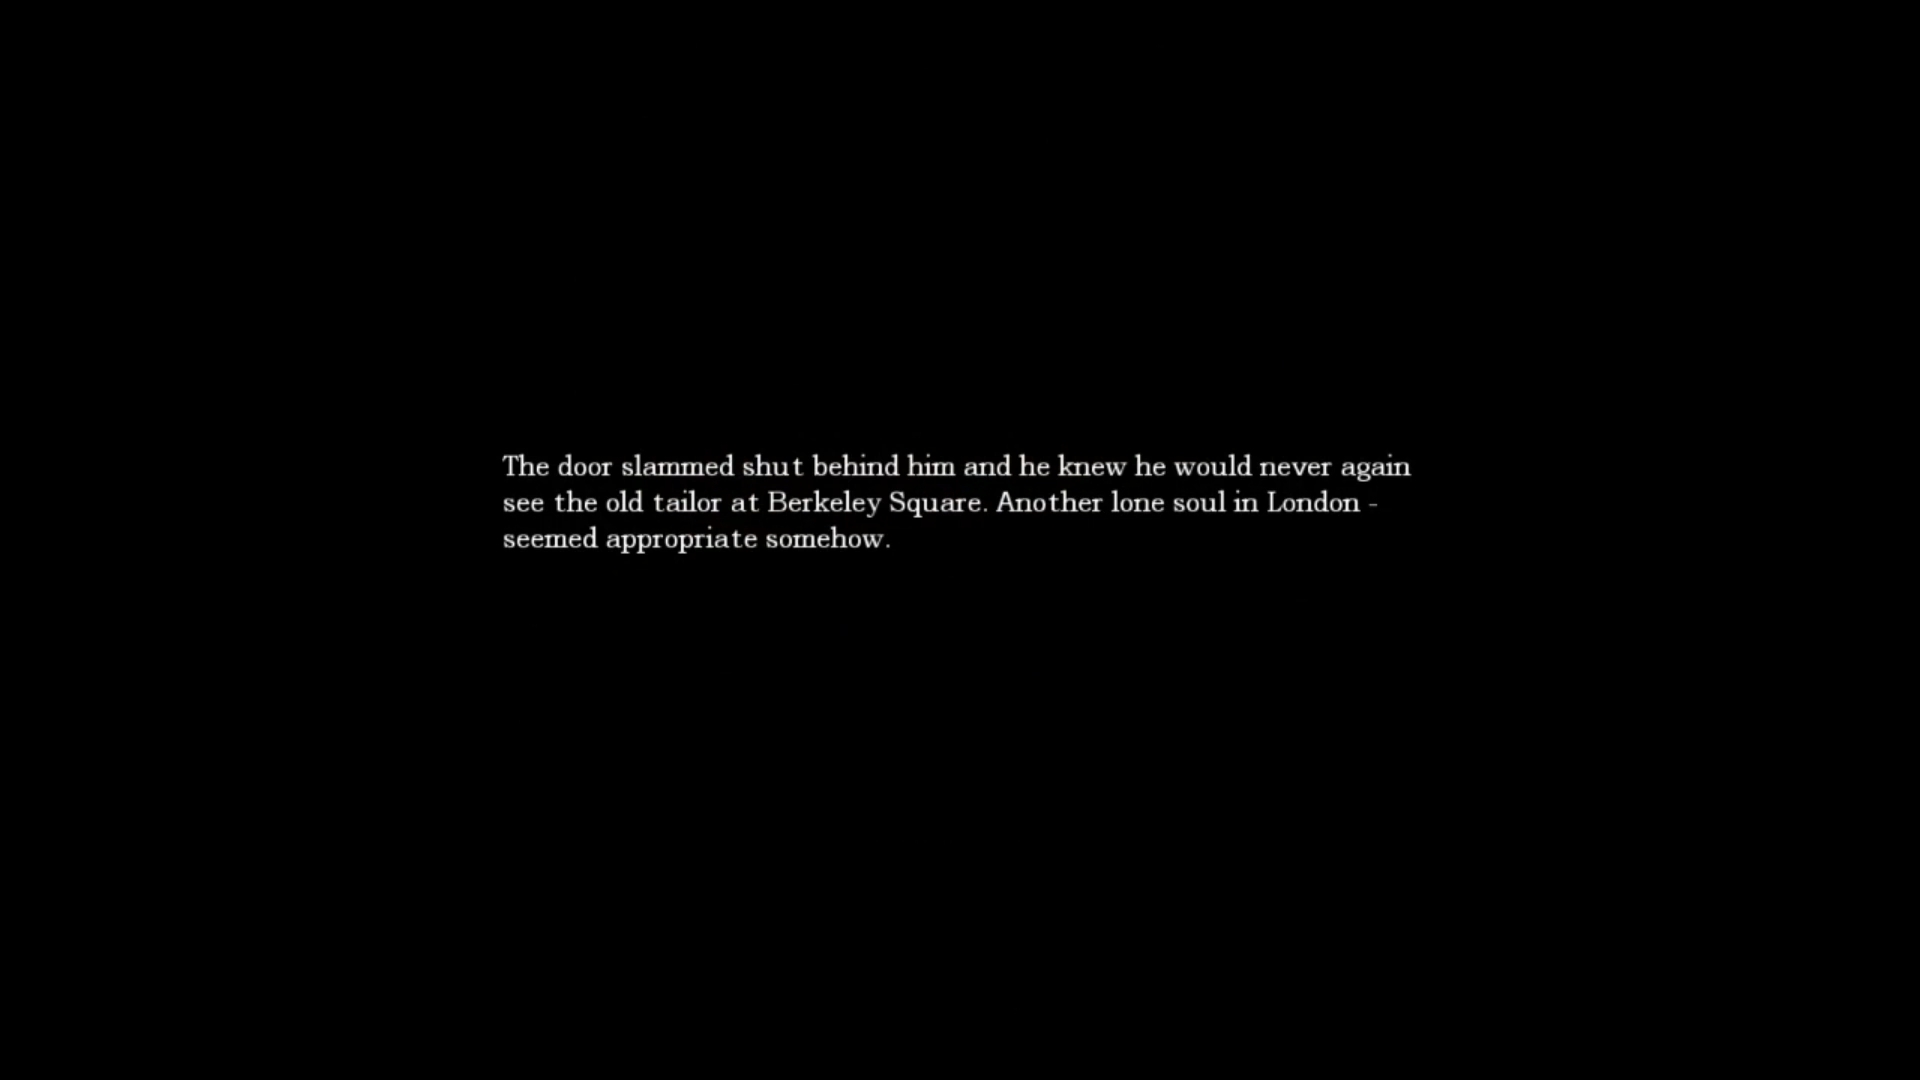 The door slammed shut behind him and he knew he would never again
see the old tailor at Berkeley Square. Another lone soul in London -
seemed appropriate somehow.